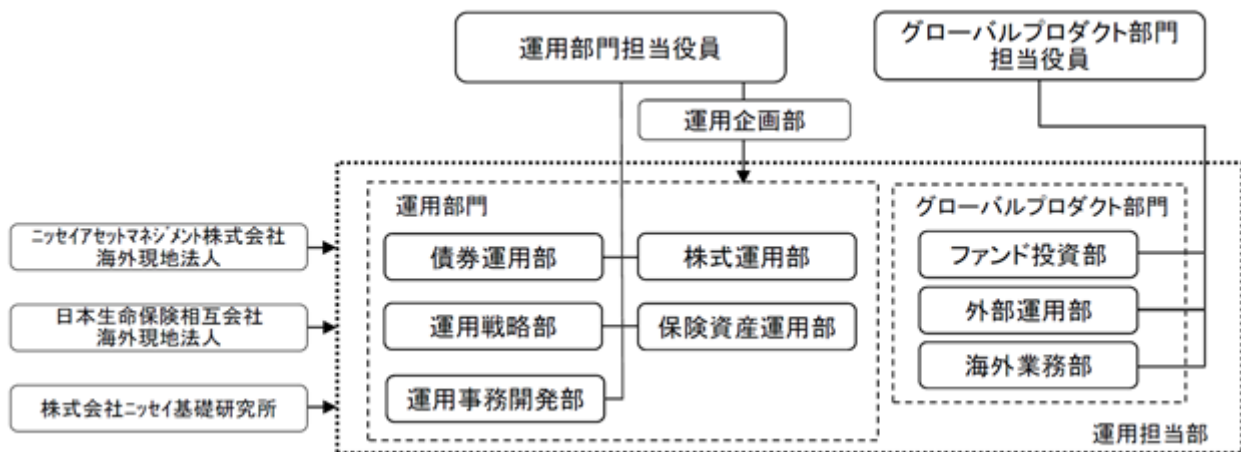 運用部門担当役員
グローバルプロダクト部門
担当役員
運用企画部
運用部門
グローバルプロダクト部門
ニッセイアセットマネジメント株式会社
海外現地法人
債券運用部
株式運用部
ファンド投資部
日本生命保険相互会社
海外現地法人
運用戦略部
保険資産運用部
外部運用部
海外業務部
株式会社ニッセイ基礎研究所
運用事務開発部
運用担当部